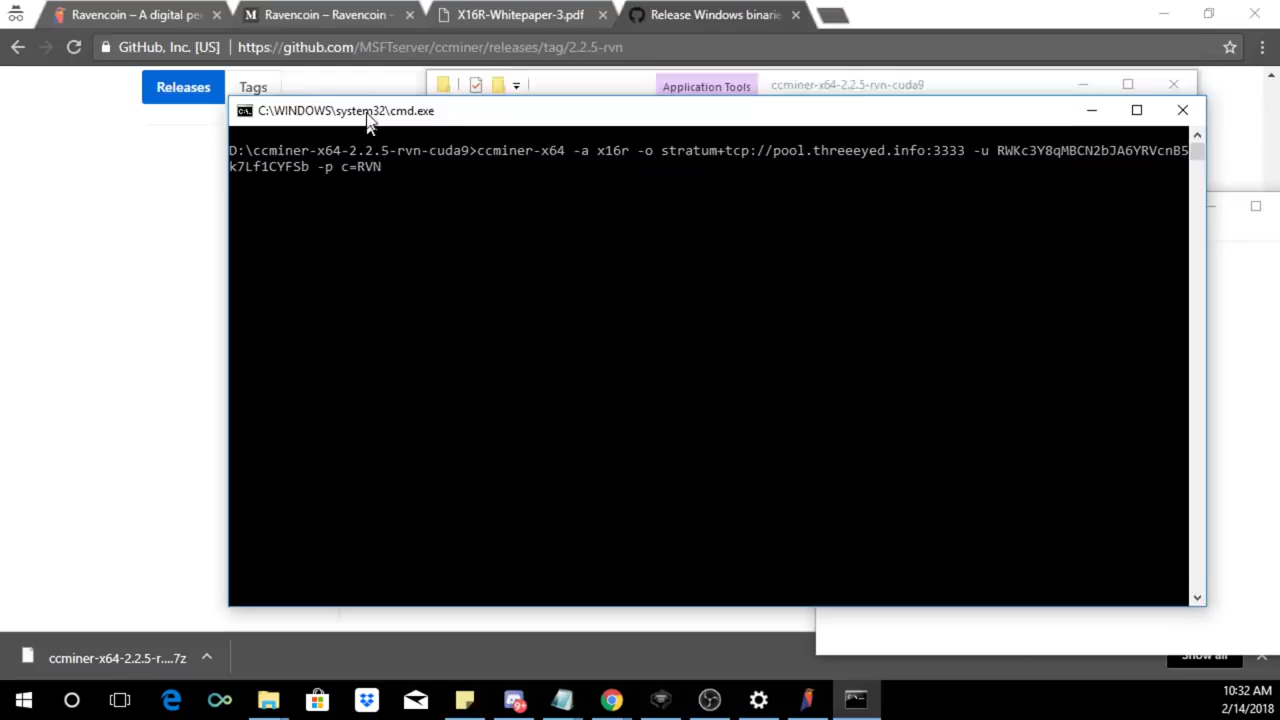 Ravencoin – A digital pe
Ravencoin – Ravencoin -
X16R-Whitepaper-3.pdf
Release Windows binarie
GitHub, Inc. [US] | https://github.com/MSFTserver/ccminer/releases/tag/2.2.5-rvn
Releases
Tags
Application Tools
ccminer-x64-2.2.5-rvn-cuda9
C:\WINDOWS\system32\cmd.exe
D:\ccminer-x64-2.2.5-rvn-cuda9>ccminer-x64 -a x16r -o stratum+tcp://pool.threeeyed.info:3333 -u RWKc3Y8qMBCN2bJA6YRVcnB5
k7Lf1CYFSb -p c=RVN
ccminer-x64-2.2.5-r....7z
Show all
10:32 AM
2/14/2018